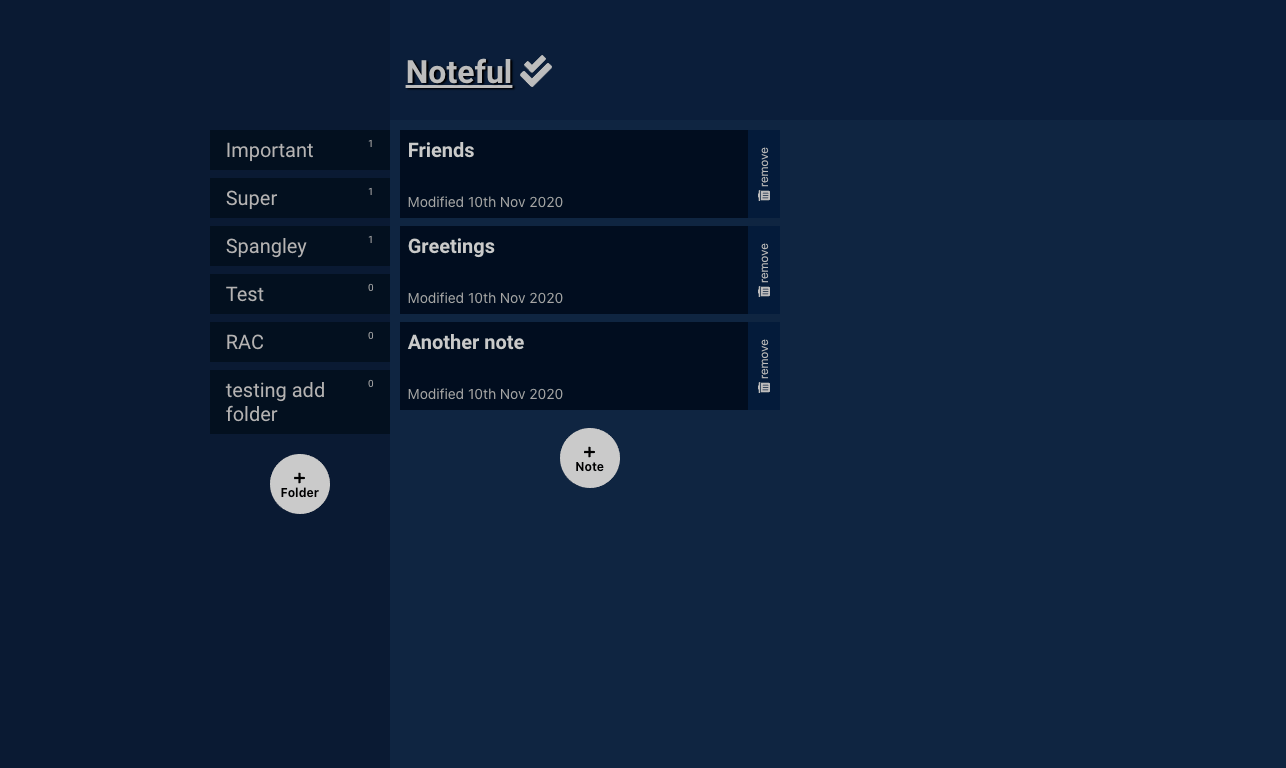 Noteful
Important 1
Super 1
Spangley 1
Test 0
RAC 0
testing add 0
folder
+
Folder
Friends
Modified 10th Nov 2020
remove
Greetings
Modified 10th Nov 2020
remove
Another note
Modified 10th Nov 2020
remove
+
Note